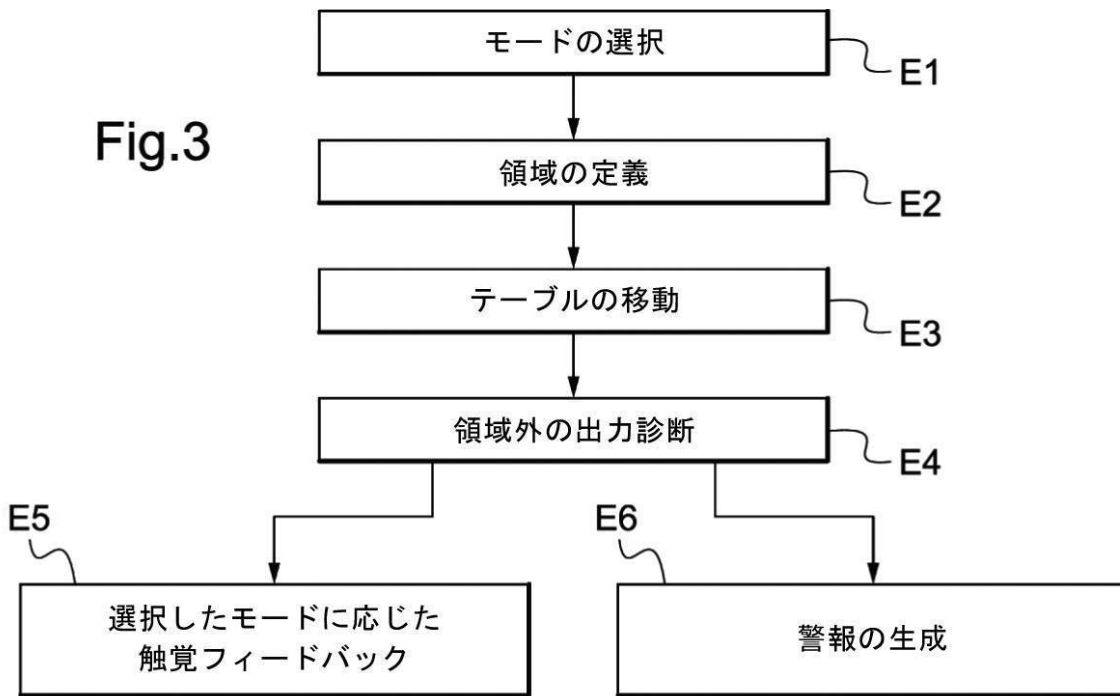 モードの選択
E1
Fig.3
領域の定義
E2
テーブルの移動
E3
領域外の出力診断
E4
E5
E6
選択したモードに応じた
触覚フィードバック
警報の生成